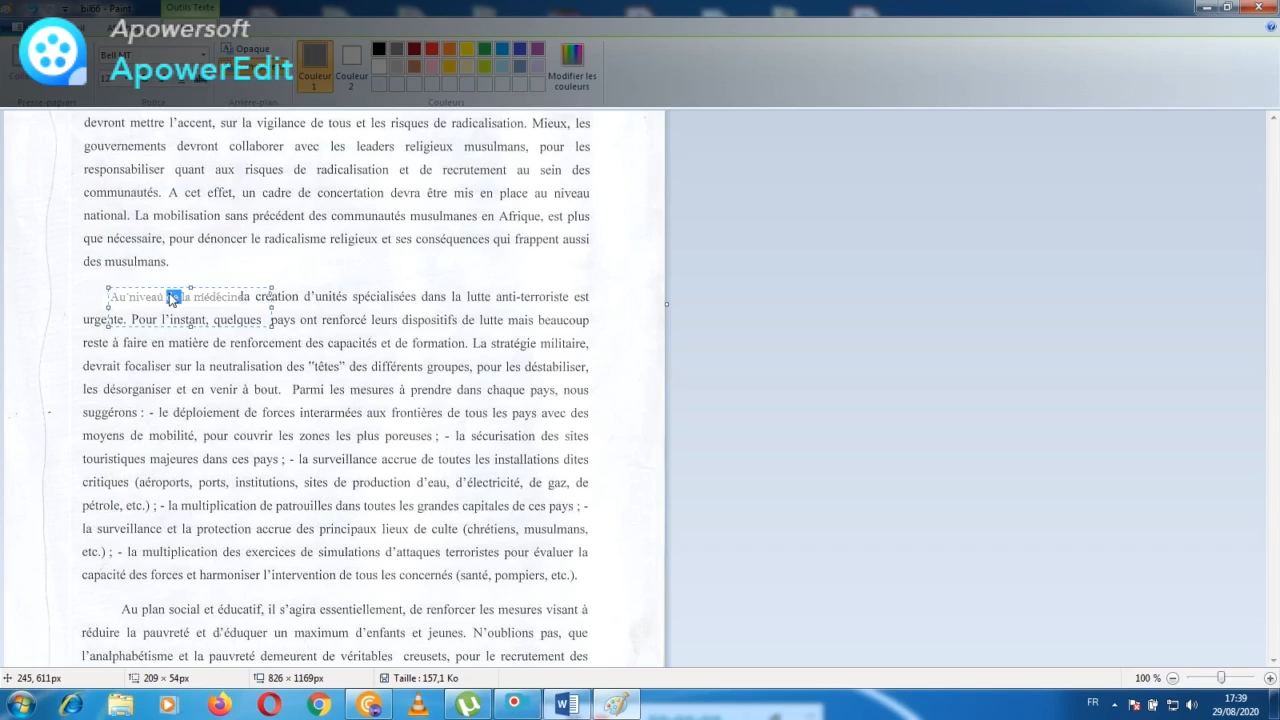 bil66 - Paint
Outils Texte
Apowersoft
ApowerEdit
Bell MT
Opaque
Couleur 1
Couleur 2
Modifier les couleurs
Presse-papiers
Police
Arrière-plan
Couleurs
devront mettre l'accent, sur la vigilance de tous et les risques de radicalisation. Mieux, les
gouvernements devront collaborer avec les leaders religieux musulmans, pour les
responsabiliser quant aux risques de radicalisation et de recrutement au sein des
communautés. A cet effet, un cadre de concertation devra être mis en place au niveau
national. La mobilisation sans précédent des communautés musulmanes en Afrique, est plus
que nécessaire, pour dénoncer le radicalisme religieux et ses conséquences qui frappent aussi
des musulmans.
Au niveau de la médécine la création d'unités spécialisées dans la lutte anti-terroriste est
urgente. Pour l'instant, quelques pays ont renforcé leurs dispositifs de lutte mais beaucoup
reste à faire en matière de renforcement des capacités et de formation. La stratégie militaire,
devrait focaliser sur la neutralisation des "têtes" des différents groupes, pour les déstabiliser,
les désorganiser et en venir à bout. Parmi les mesures à prendre dans chaque pays, nous
suggérons : - le déploiement de forces interarmées aux frontières de tous les pays avec des
moyens de mobilité, pour couvrir les zones les plus poreuses ; - la sécurisation des sites
touristiques majeures dans ces pays ; - la surveillance accrue de toutes les installations dites
critiques (aéroports, ports, institutions, sites de production d'eau, d'électricité, de gaz, de
pétrole, etc.) ; - la multiplication de patrouilles dans toutes les grandes capitales de ces pays ; -
la surveillance et la protection accrue des principaux lieux de culte (chrétiens, musulmans,
etc.) ; - la multiplication des exercices de simulations d'attaques terroristes pour évaluer la
capacité des forces et harmoniser l'intervention de tous les concernés (santé, pompiers, etc.).
Au plan social et éducatif, il s'agira essentiellement, de renforcer les mesures visant à
réduire la pauvreté et d'éduquer un maximum d'enfants et jeunes. N'oublions pas, que
l'analphabétisme et la pauvreté demeurent de véritables creusets, pour le recrutement des
245, 611px
209 × 54px
826 × 1169px
Taille : 157,1 Ko
100 %
FR
17:39
29/08/2020